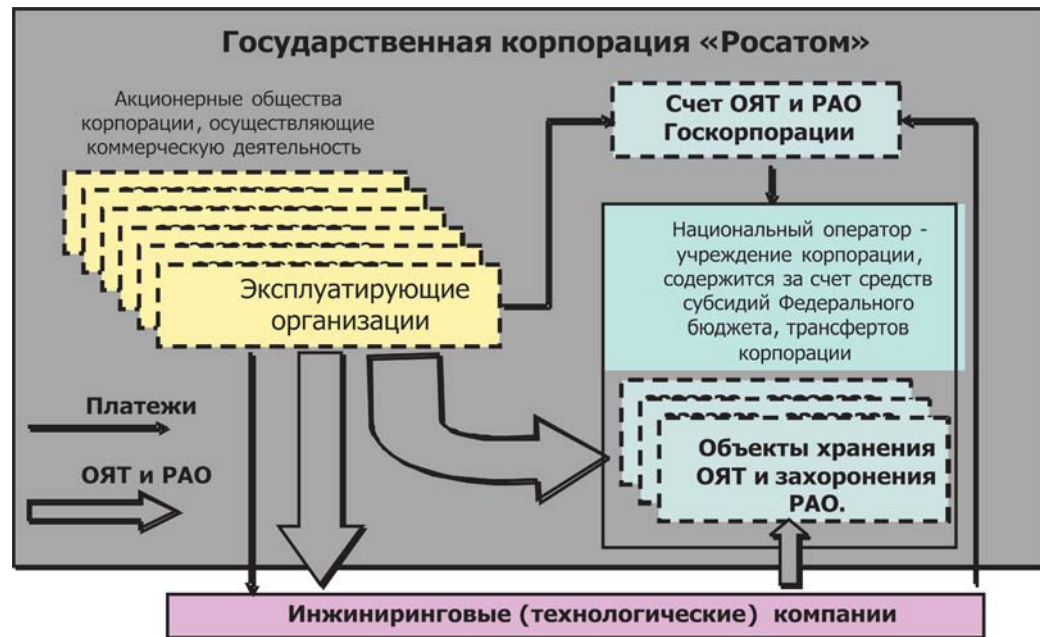 Государственная корпорация «Росатом»
Акционерные общества
корпорации, осуществляющие
коммерческую деятельность
Эксплуатирующие
организации
Счет ОЯТ и РАО
Госкорпорации
Национальный оператор -
учреждение корпорации,
содержится за счет средств
субсидий Федерального
бюджета, трансфертов
корпорации
Платежи
ОЯТ и РАО
Объекты хранения
ОЯТ и захоронения
РАО.
Инжиниринговые (технологические) компании